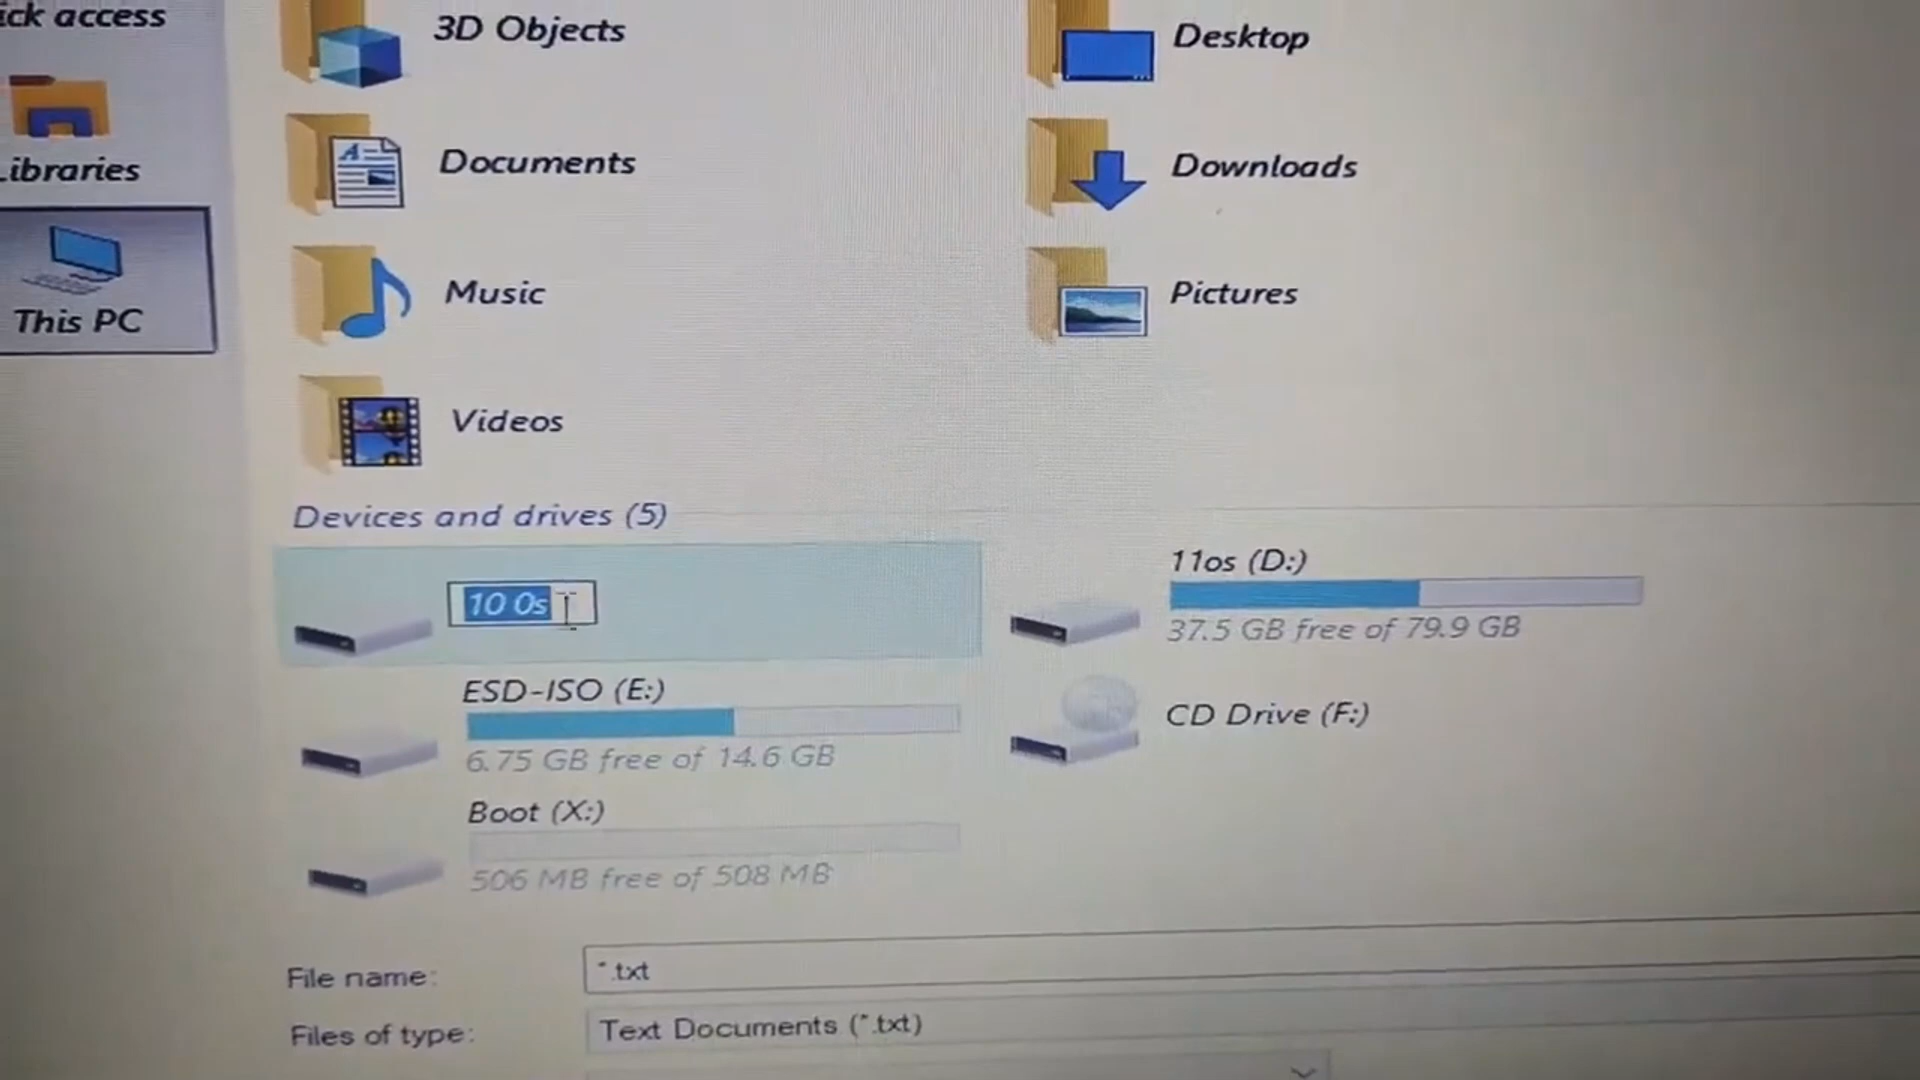 ick access
Libraries
This PC
3D Objects
Desktop
Documents
Downloads
Music
Pictures
Videos
Devices and drives (5)
10 Os
11os (D:)
37.5 GB free of 79.9 GB
ESD-ISO (E:)
6.75 GB free of 14.6 GB
CD Drive (F:)
Boot (X:)
506 MB free of 508 MB
File name:
*.txt
Files of type:
Text Documents (*.txt)